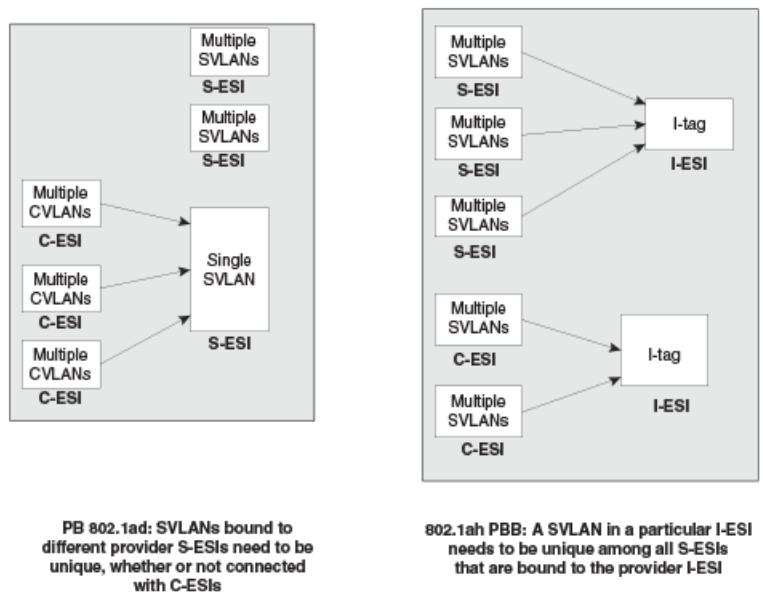 Multiple
SVLANs
S-ESI
Multiple
SVLANs
S-ESI
Multiple
CVLANs
C-ESI
Multiple
CVLANs
C-ESI
Multiple
CVLANs
C-ESI
Single
SVLAN
S-ESI
PB 802.1ad: SVLANs bound to
different provider S-ESIs need to be
unique, whether or not connected
with C-ESIs
Multiple
SVLANs
S-ESI
Multiple
SVLANs
S-ESI
Multiple
SVLANs
S-ESI
I-tag
I-ESI
Multiple
SVLANs
C-ESI
Multiple
SVLANs
C-ESI
I-tag
I-ESI
802.1ah PBB: A SVLAN in a particular I-ESI
needs to be unique among all S-ESIs
that are bound to the provider I-ESI